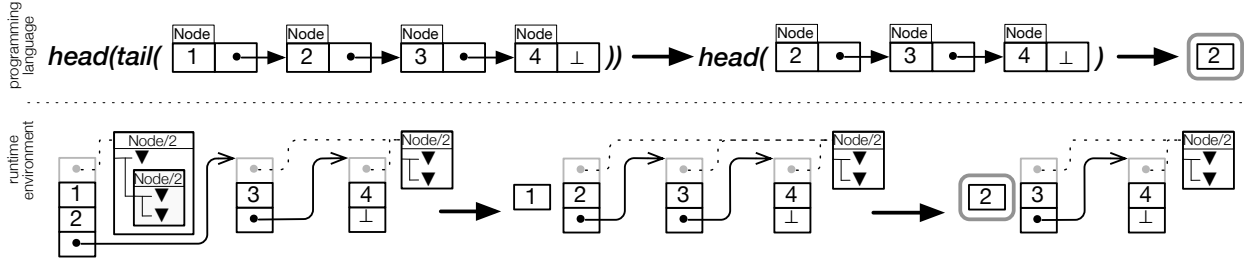 programming
language
head(tail( Node 1 Node 2 Node 3 Node 4 ⊥ )) head( Node 2 Node 3 Node 4 ⊥ ) 2
runtime
environment
Node/2 Node/2 Node/2 Node/2
Node/2
1 3 4 1 2 3 4 2 3 4
2 ⊥ ⊥ ⊥